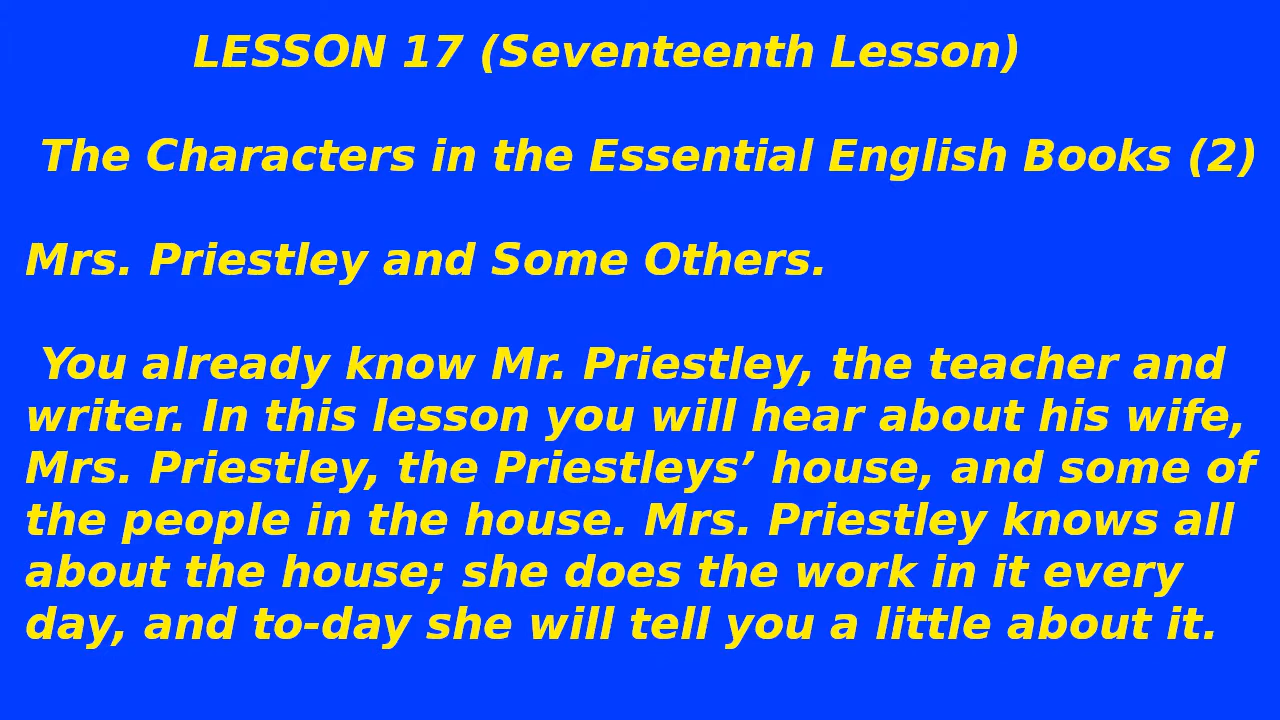 LESSON 17 (Seventeenth Lesson)
The Characters in the Essential English Books (2)
Mrs. Priestley and Some Others.
You already know Mr. Priestley, the teacher and
writer. In this lesson you will hear about his wife,
Mrs. Priestley, the Priestleys’ house, and some of
the people in the house. Mrs. Priestley knows all
about the house; she does the work in it every
day, and to-day she will tell you a little about it.